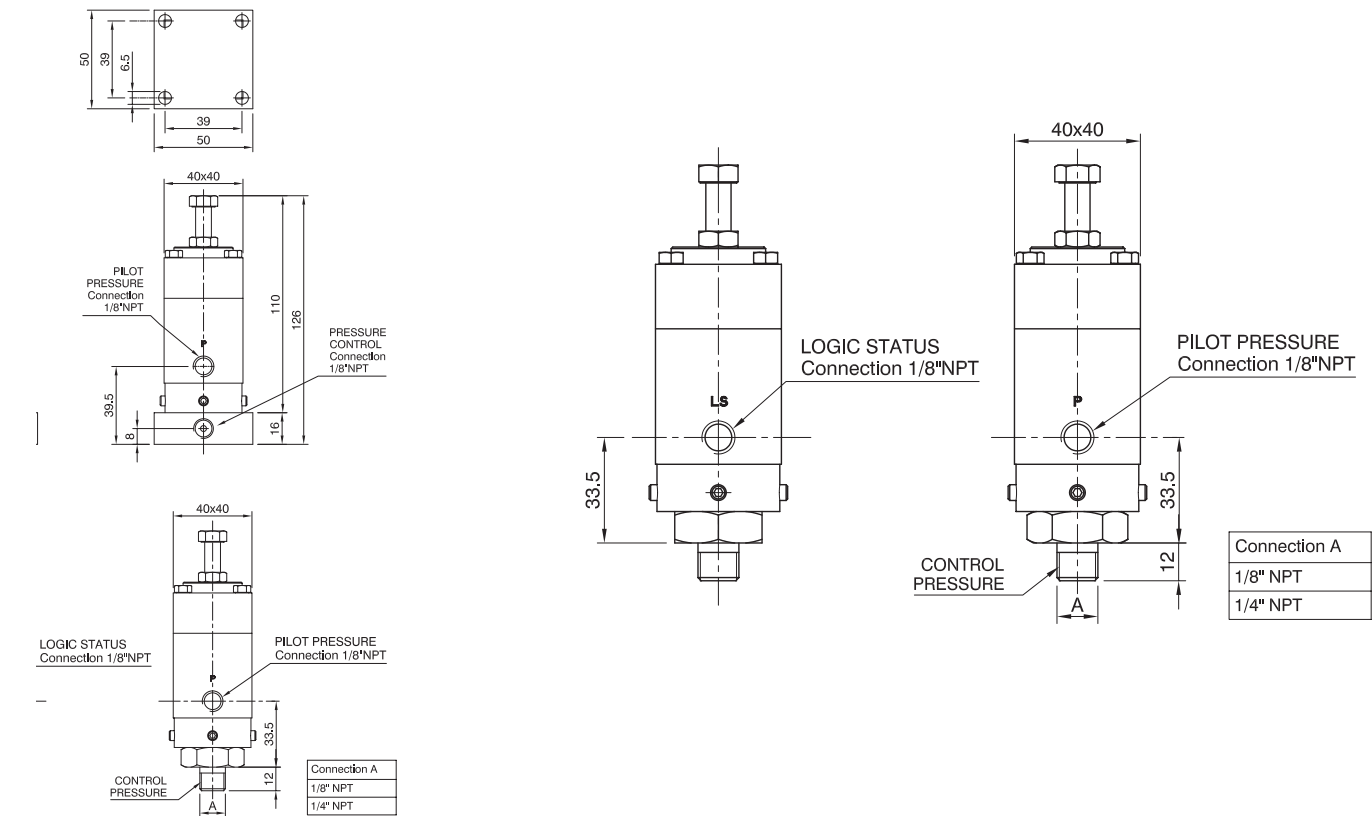 50
39
6.5
39
50
40x40
PILOT
PRESSURE
Connection
1/8"NPT
P
110
126
PRESSURE
CONTROL
Connection
1/8"NPT
39.5
8
16
40x40
LOGIC STATUS
Connection 1/8"NPT
PILOT PRESSURE
Connection 1/8"NPT
P
33.5
12
CONTROL
PRESSURE
A
Connection A
1/8" NPT
1/4" NPT
LOGIC STATUS
Connection 1/8"NPT
LS
33.5
40x40
PILOT PRESSURE
Connection 1/8"NPT
P
33.5
12
CONTROL
PRESSURE
A
Connection A
1/8" NPT
1/4" NPT